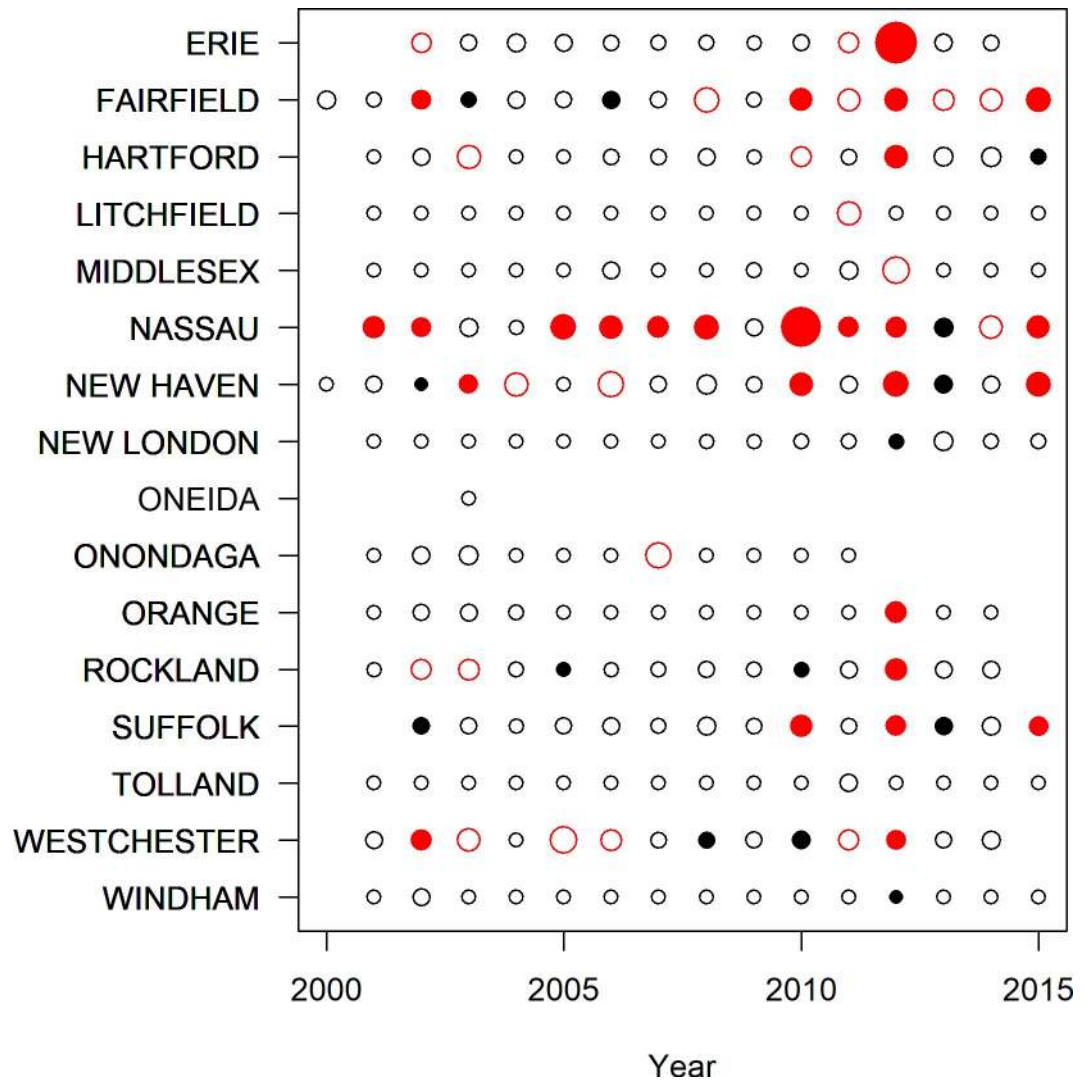 ERIE
FAIRFIELD
HARTFORD
LITCHFIELD
MIDDLESEX
NASSAU
NEW HAVEN
NEW LONDON
ONEIDA
ONONDAGA
ORANGE
ROCKLAND
SUFFOLK
TOLLAND
WESTCHESTER
WINDHAM
2000 2005 2010 2015
Year